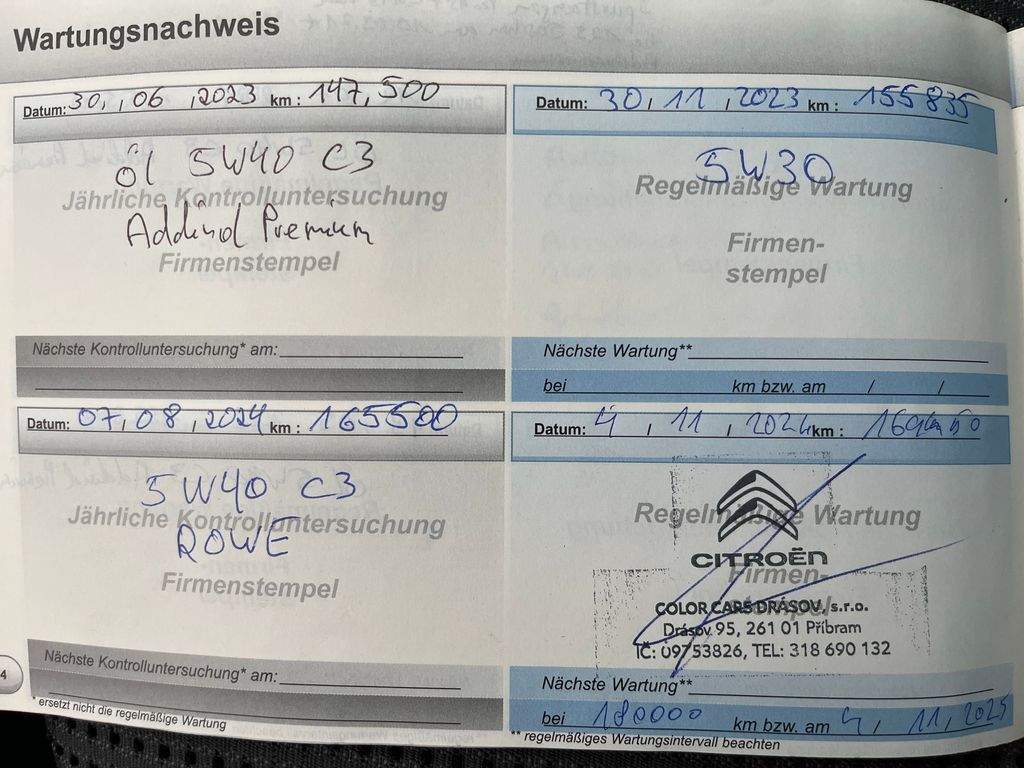 Wartungsnachweis
Datum: 30, 06, 2023 km: 147,500
Öl 5W40 C3
Jährliche Kontrolluntersuchung
Addinol Premium
Firmenstempel
Nächste Kontrolluntersuchung* am:
Datum: 30, 11, 2023 km: 155835
5W30
Regelmäßige Wartung
Firmen-
stempel
Nächste Wartung**
bei km bzw. am / /
Datum: 07, 08, 2024 km: 165500
5W40 C3
Jährliche Kontrolluntersuchung
ROWE
Firmenstempel
Nächste Kontrolluntersuchung* am:
* ersetzt nicht die regelmäßige Wartung
4
Datum: 4, 11, 2024 km:
Regelmäßige Wartung
CITROËN
Firmen-
stempel
COLOR CARS DRÁSOV, s.r.o.
Drásov 95, 261 01 Příbram
IČ: 09753826, TEL: 318 690 132
Nächste Wartung**
bei 180000 km bzw. am 4, 11, 2025
** regelmäßiges Wartungsintervall beachten